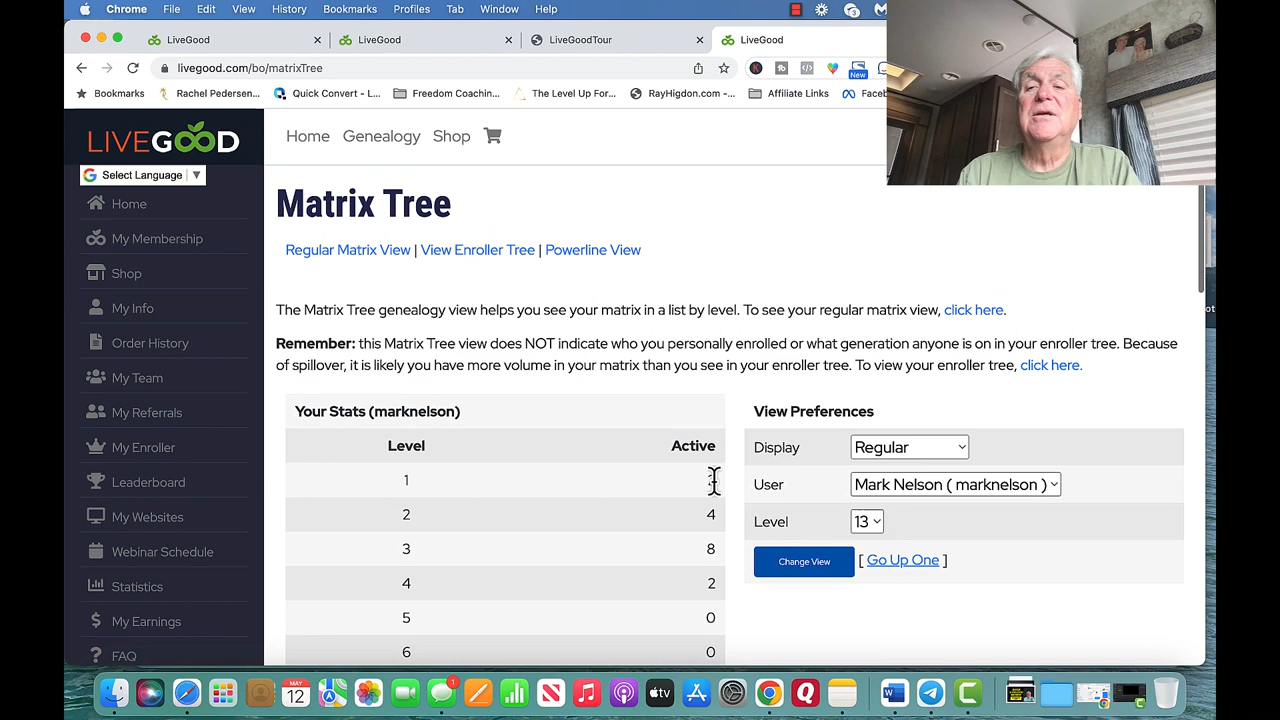 Chrome File Edit View History Bookmarks Profiles Tab Window Help
LiveGood LiveGood LiveGoodTour LiveGood
livegood.com/bo/matrixTree
New
Bookmarks Rachel Pedersen... Quick Convert - L... Freedom Coachin... The Level Up For... RayHigdon.com -... Affiliate Links Faceb
LIVEGOOD
Home Genealogy Shop
Select Language
Home
My Membership
Shop
My Info
Order History
My Team
My Referrals
My Enroller
Leaderboard
My Websites
Webinar Schedule
Statistics
My Earnings
FAQ
Matrix Tree
Regular Matrix View | View Enroller Tree | Powerline View
The Matrix Tree genealogy view helps you see your matrix in a list by level. To see your regular matrix view, click here.
Remember: this Matrix Tree view does NOT indicate who you personally enrolled or what generation anyone is on in your enroller tree. Because
of spillover, it is likely you have more volume in your matrix than you see in your enroller tree. To view your enroller tree, click here.
Your Stats (marknelson)
Level Active
1
2 4
3 8
4 2
5 0
6 0
View Preferences
Display Regular
User Mark Nelson ( marknelson )
Level 13
Change View [ Go Up One ]
MAY
12
1